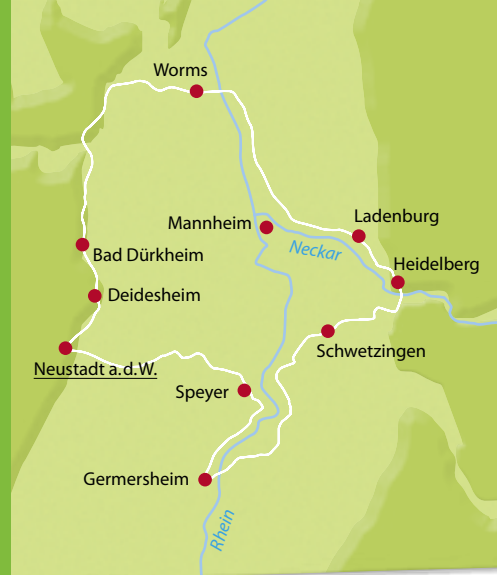 Worms
Mannheim
Ladenburg
Neckar
Bad Dürkheim
Heidelberg
Deidesheim
Schwetzingen
Neustadt a.d.W.
Speyer
Germersheim
Rhein